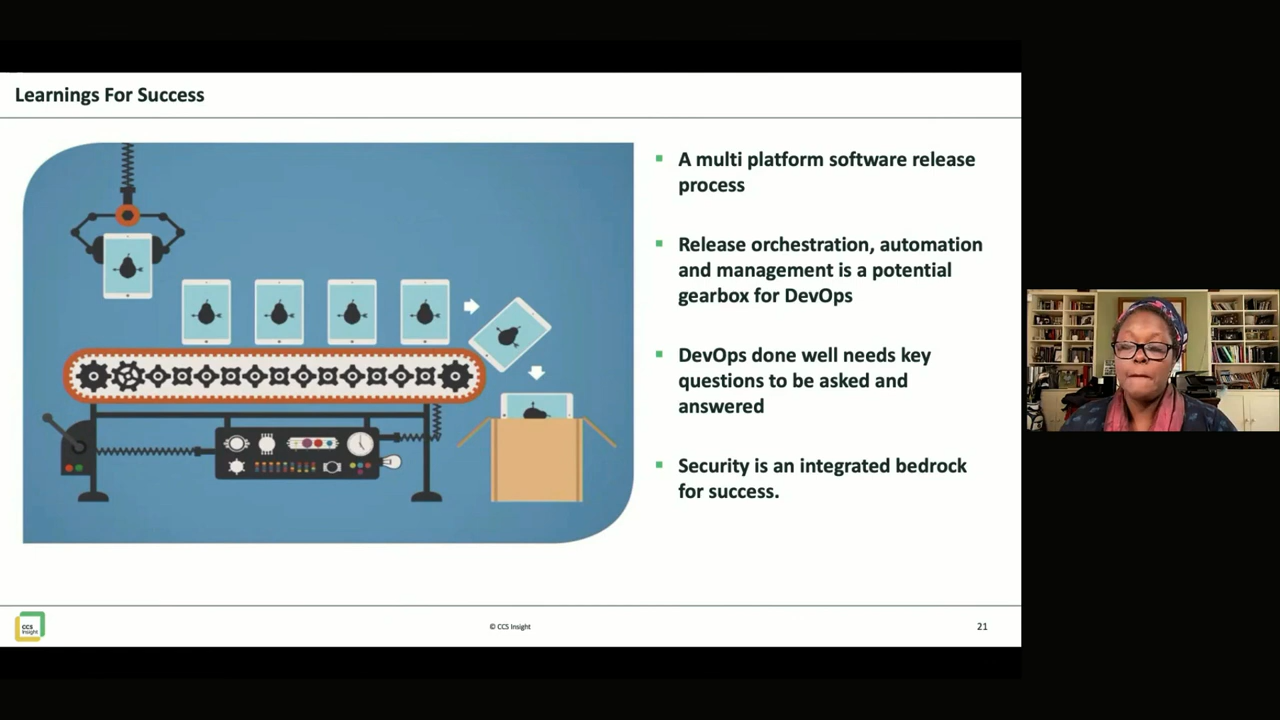 Learnings For Success
A multi platform software release
process
Release orchestration, automation
and management is a potential
gearbox for DevOps
DevOps done well needs key
questions to be asked and
answered
Security is an integrated bedrock
for success.
CCS
Insight
© CCS Insight
21